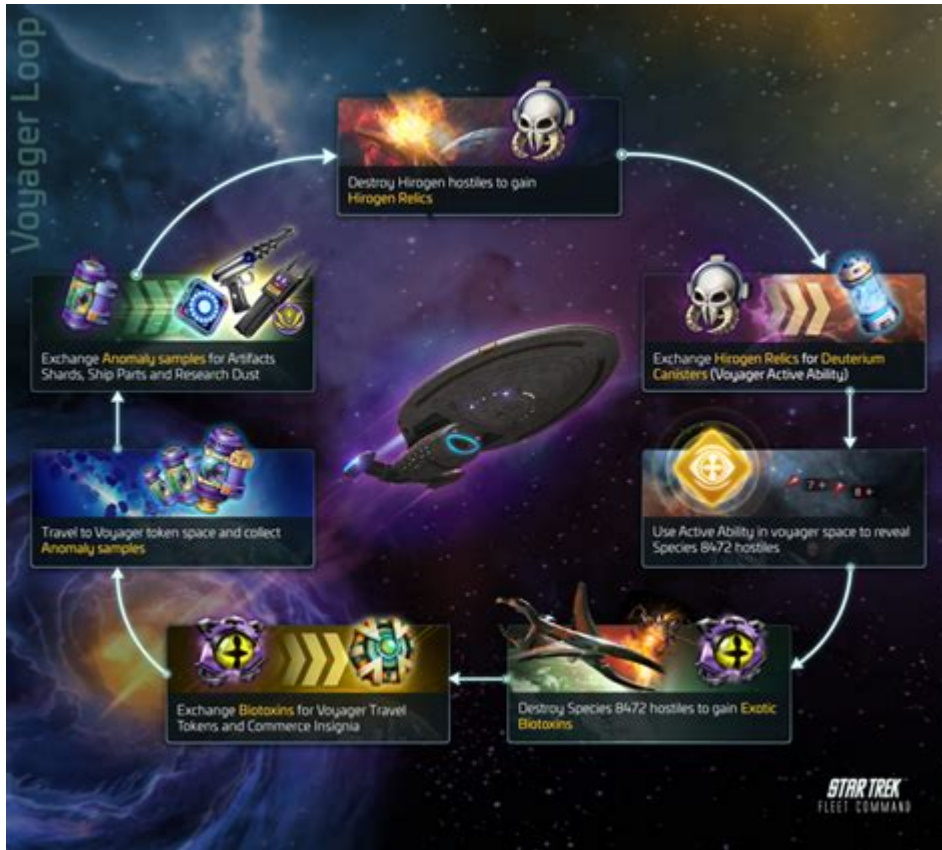 Voyager Loop
Destroy Hirogen hostiles to gain
Hirogen Relics
Exchange Hirogen Relics for Deuterium
Canisters (Voyager Active Ability)
Use Active Ability in voyager space to reveal
Species 8472 hostiles
7
8
Destroy Species 8472 hostiles to gain Exotic
Biotoxins
Exchange Biotoxins for Voyager Travel
Tokens and Commerce Insignia
Travel to Voyager token space and collect
Anomaly samples
Exchange Anomaly samples for Artifacts
Shards, Ship Parts and Research Dust
STAR TREK
FLEET COMMAND